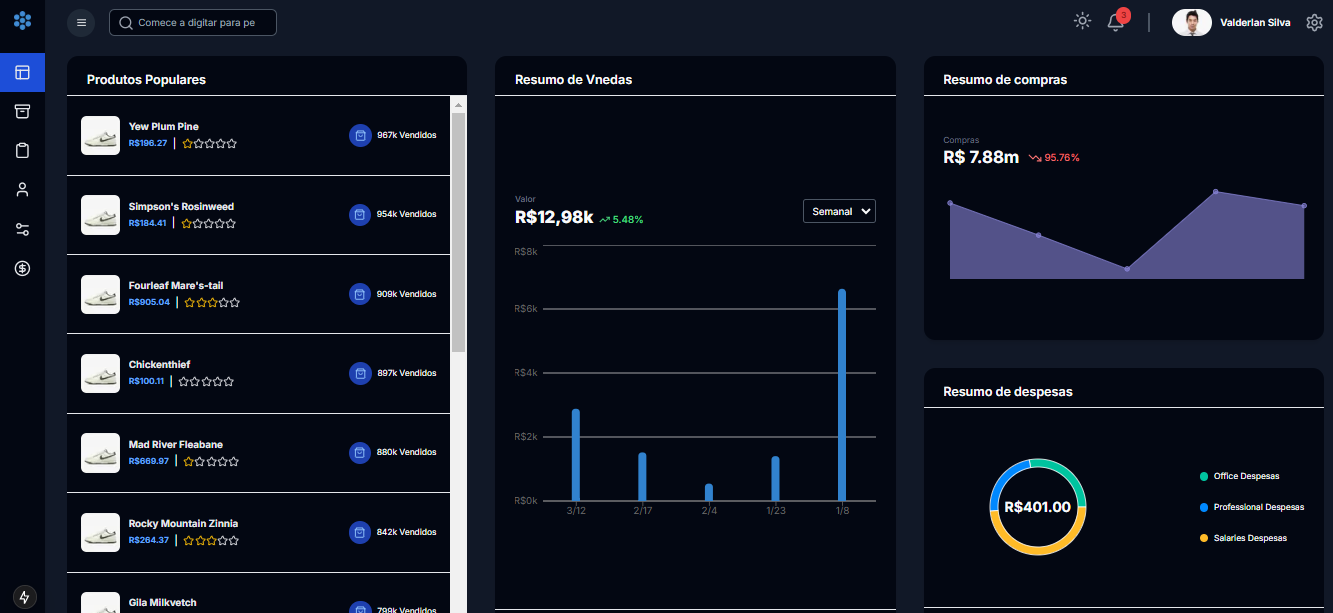 Comece a digitar para pe
3
Valderlan Silva
Produtos Populares
Yew Plum Pine
R$196.27
967k Vendidos
Simpson's Rosinweed
R$184.41
954k Vendidos
Fourleaf Mare's-tail
R$905.04
909k Vendidos
Chickenthief
R$100.11
897k Vendidos
Mad River Fleabane
R$669.97
880k Vendidos
Rocky Mountain Zinnia
R$264.37
842k Vendidos
Gila Milkvetch
799k Vendidos
Resumo de Vnedas
Valor
R$12,98k
5.48%
Semanal
R$8k
R$6k
R$4k
R$2k
R$0k
3/12
2/17
2/4
1/23
1/8
Resumo de compras
Compras
R$ 7.88m
95.76%
Resumo de despesas
R$401.00
Office Despesas
Professional Despesas
Salaries Despesas